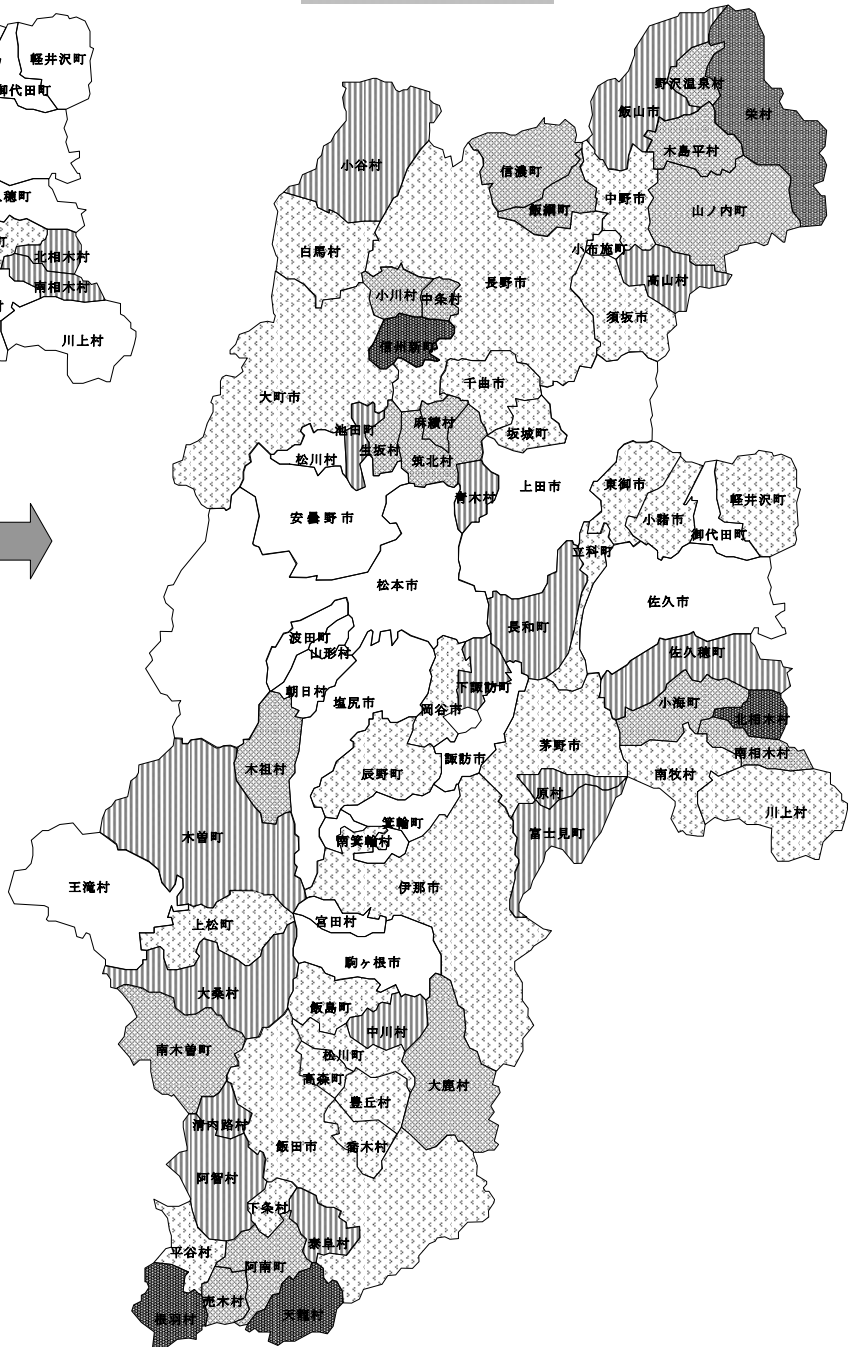 軽井沢町
御代田町
穂町
町
北相木村
南相木村
村
川上村
栄村
野沢温泉村
飯山市
木島平村
小谷村
信濃町
中野市
飯綱町
山ノ内町
白馬村
小布施町
高山村
長野市
小川村
中条村
須坂市
信州新町
千曲市
大町市
麻績村
池田町
坂城町
生坂村
松川村
筑北村
青木村
上田市
東御市
軽井沢町
安曇野市
小諸市
御代田町
立科町
松本市
佐久市
長和町
波田町
山形村
佐久穂町
朝日村
下諏訪町
塩尻市
岡谷市
小海町
北相木村
茅野市
南相木村
諏訪市
木祖村
辰野町
南牧村
原村
川上村
箕輪町
富士見町
木曽町
南箕輪村
王滝村
伊那市
宮田村
上松町
駒ヶ根市
大桑村
飯島町
中川村
南木曽町
松川町
高森町
大鹿村
豊丘村
清内路村
飯田市
喬木村
阿智村
下条村
泰阜村
平谷村
阿南町
売木村
天龍村
根羽村